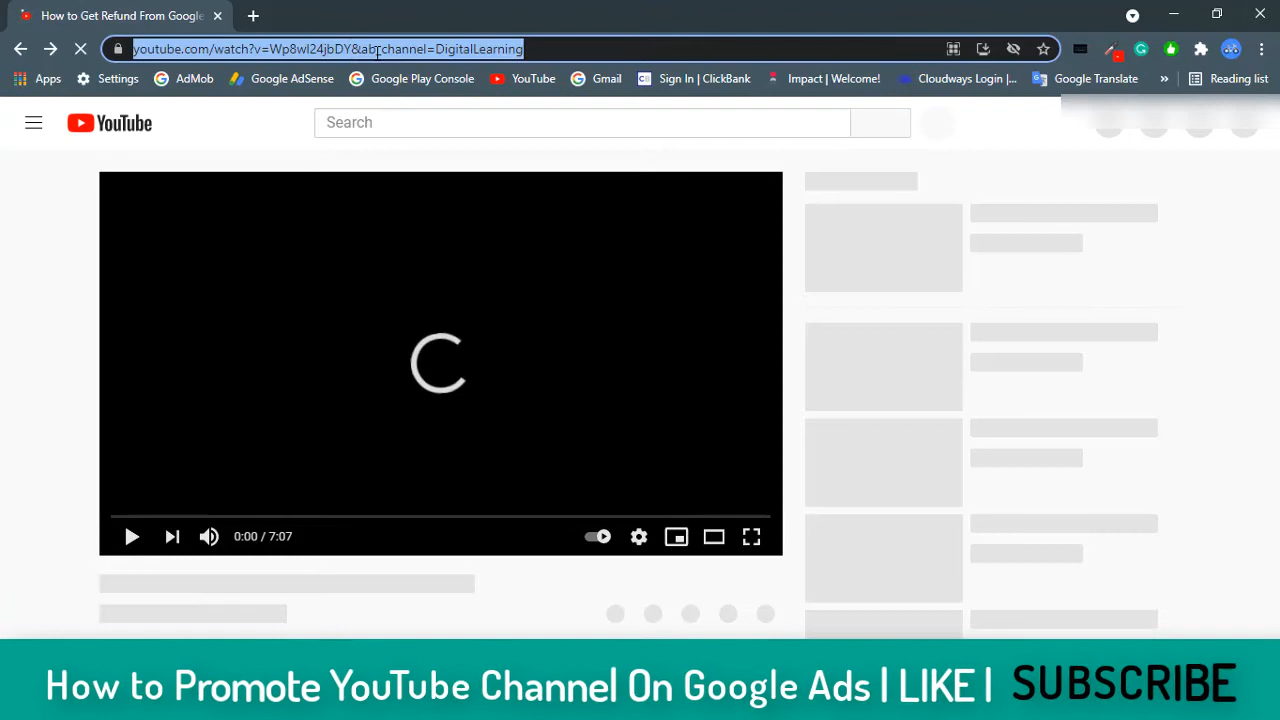 How to Get Refund From Google
youtube.com/watch?v=Wp8wl24jbDY&ab_channel=DigitalLearning
Apps Settings AdMob Google AdSense Google Play Console YouTube Gmail Sign In | ClickBank Impact | Welcome! Cloudways Login |... Google Translate » Reading list
YouTube Search
0:00 / 7:07
How to Promote YouTube Channel On Google Ads | LIKE | SUBSCRIBE